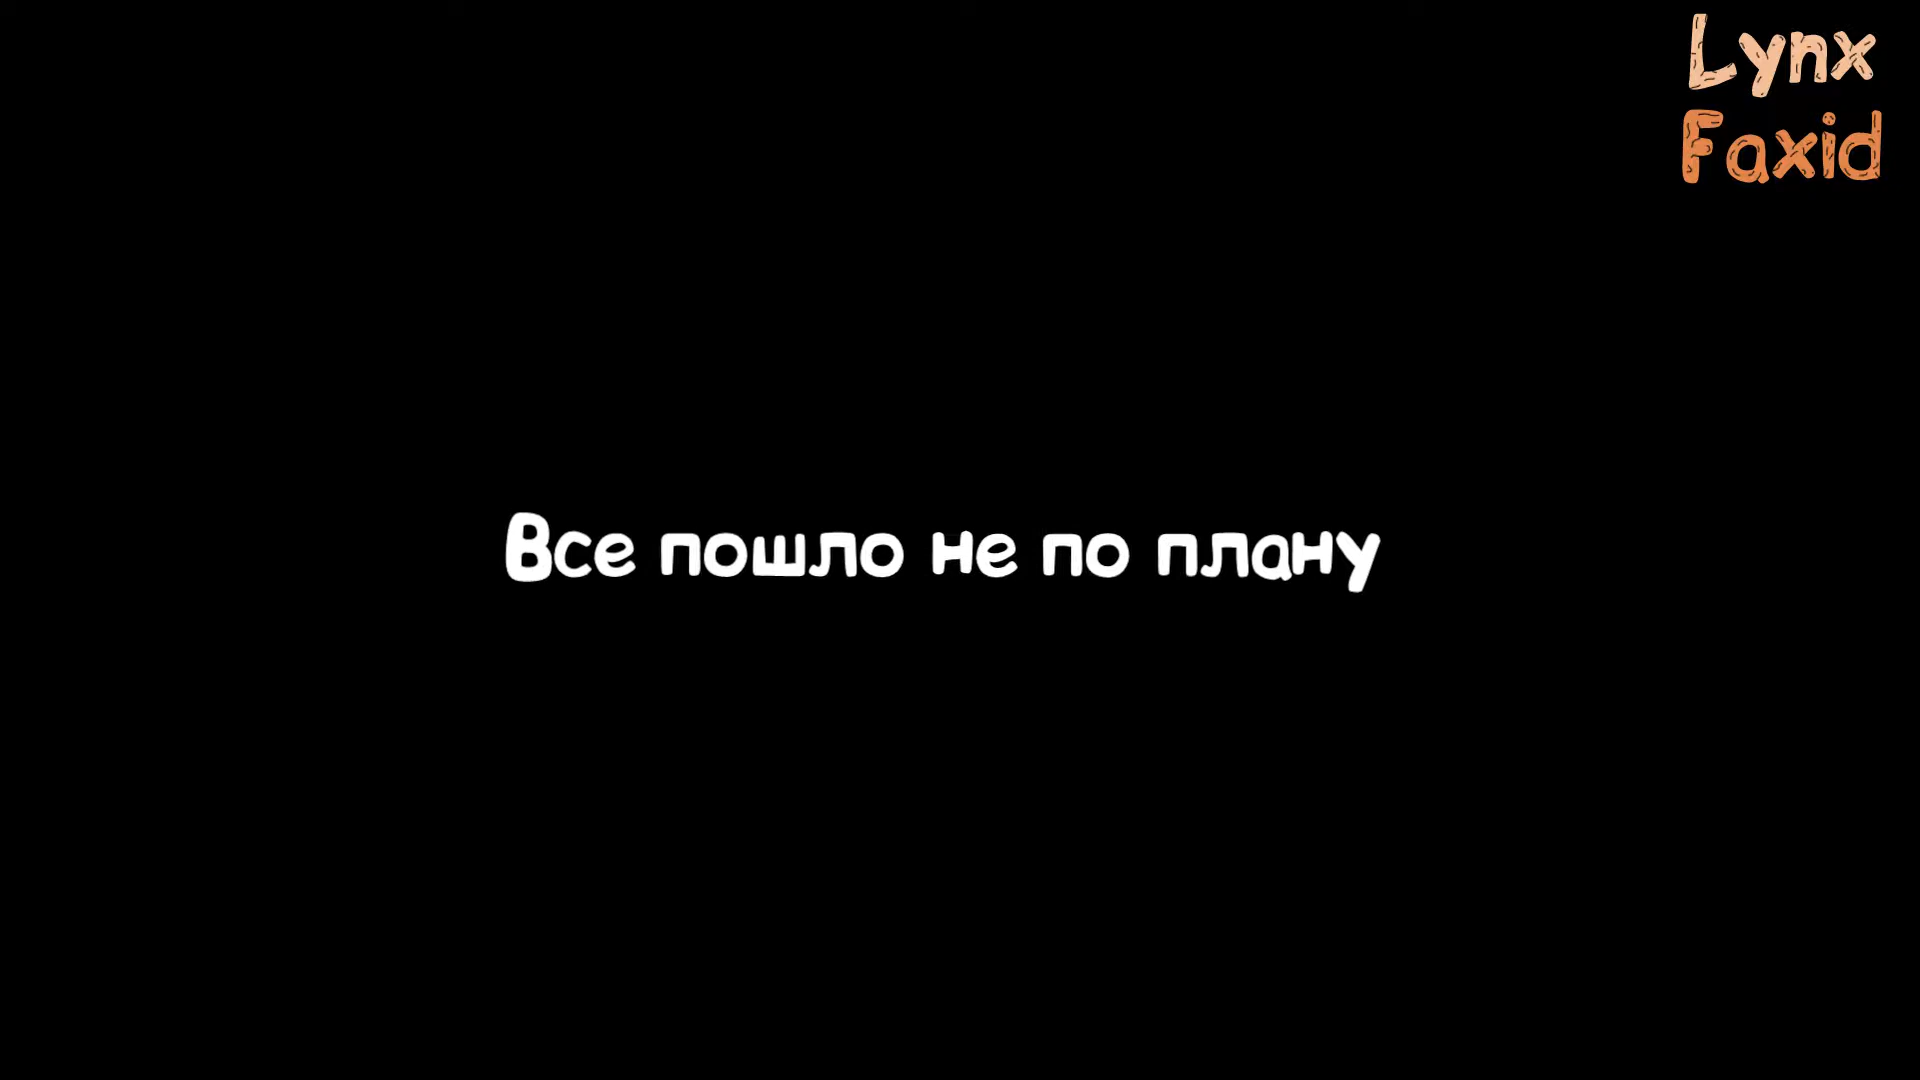 Lynx
Faxid
Все пошло не по плану